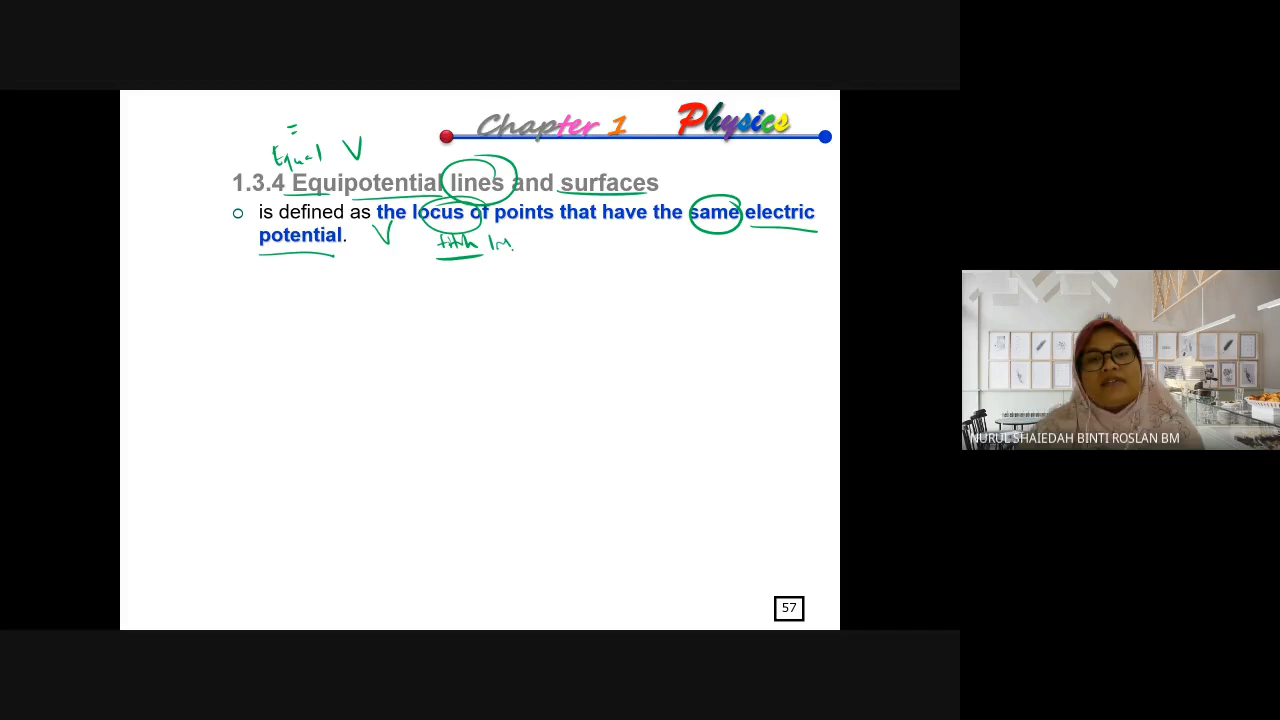 Chapter 1 Physics
=
Equal V
1.3.4 Equipotential lines and surfaces
is defined as the locus of points that have the same electric
potential. V
NURUL SHAIEDAH BINTI ROSLAN BM
57